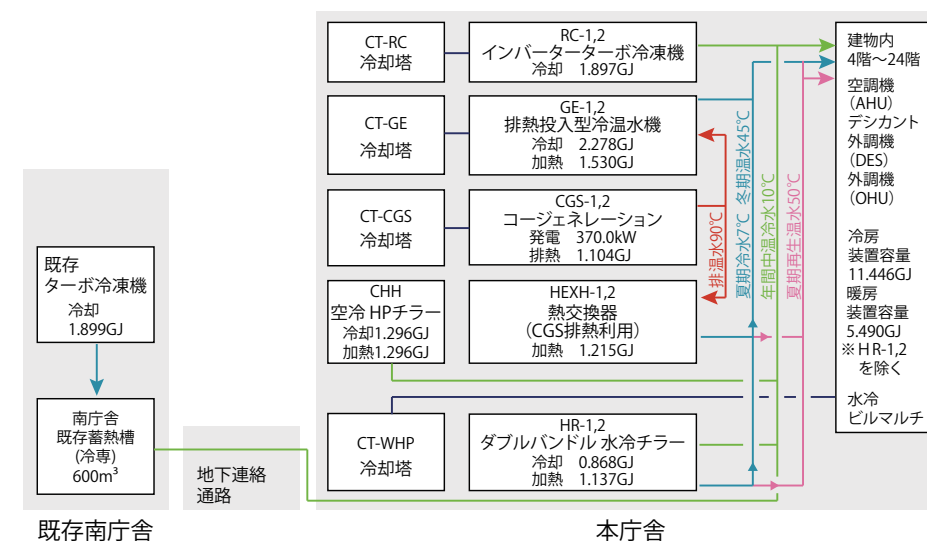 既存
ターボ冷凍機
冷却
1.899GJ
南庁舎
既存蓄熱槽
(冷専)
600m³
既存南庁舎
地下連絡
通路
CT-RC
冷却塔
RC-1,2
インバーターターボ冷凍機
冷却 1.897GJ
CT-GE
冷却塔
GE-1,2
排熱投入型冷温水機
冷却 2.278GJ
加熱 1.530GJ
CT-CGS
冷却塔
CGS-1,2
コージェネレーション
発電 370.0kW
排熱 1.104GJ
CHH
空冷 HPチラー
冷却1.296GJ
加熱1.296GJ
HEXH-1,2
熱交換器
(CGS排熱利用)
加熱 1.215GJ
CT-WHP
冷却塔
HR-1,2
ダブルバンドル 水冷チラー
冷却 0.868GJ
加熱 1.137GJ
排温水90℃
夏期冷水7℃ 冬期温水45℃
年間中温冷水10℃
夏期再生温水50℃
建物内
4階～24階
空調機
(AHU)
デシカント
外調機
(DES)
外調機
(OHU)
冷房
装置容量
11.446GJ
暖房
装置容量
5.490GJ
※HR-1,2
を除く
水冷
ビルマルチ
本庁舎